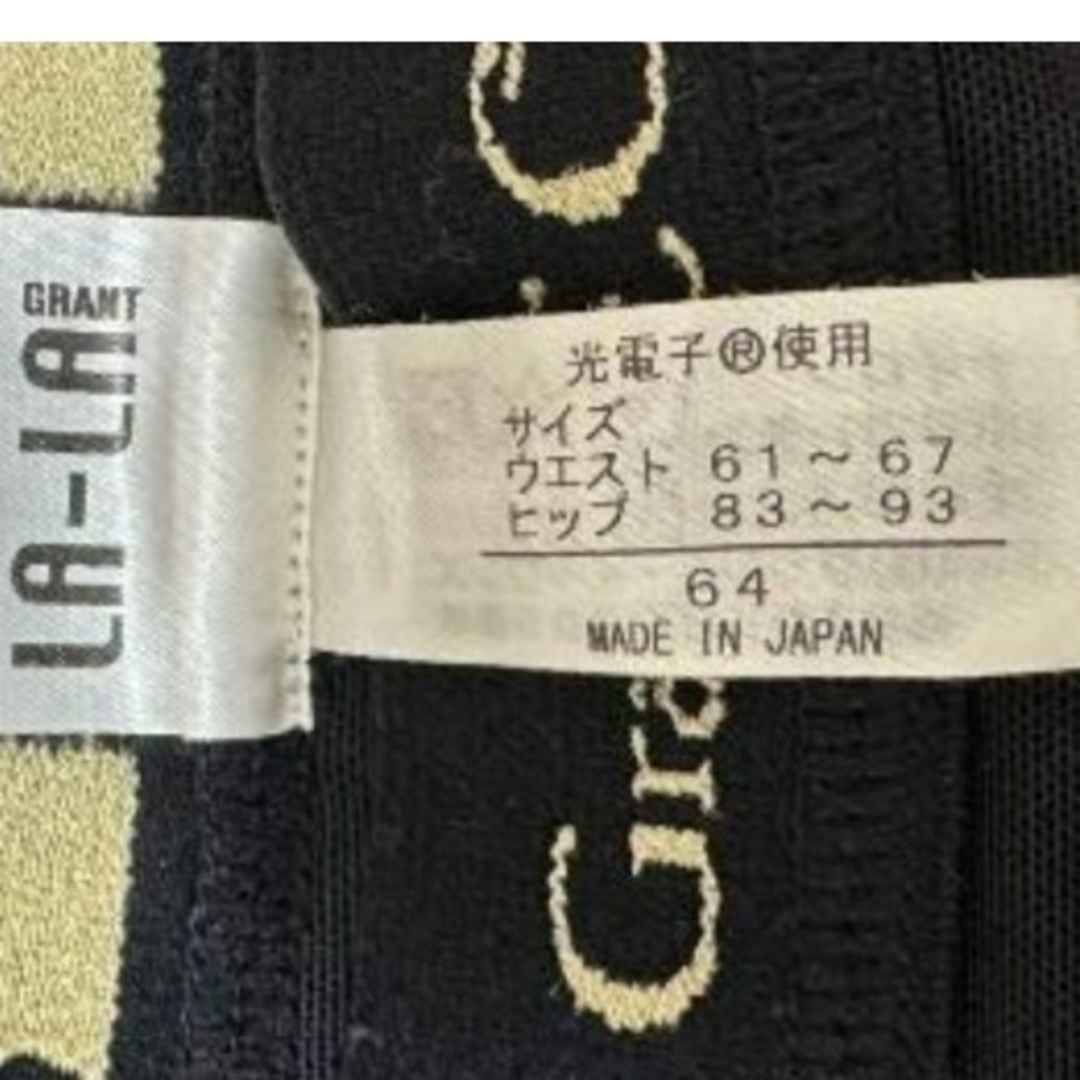 GRANT
LA-LA
光電子®使用
サイズ
ウエスト 61～67
ヒップ 83～93
64
MADE IN JAPAN
Gra
G